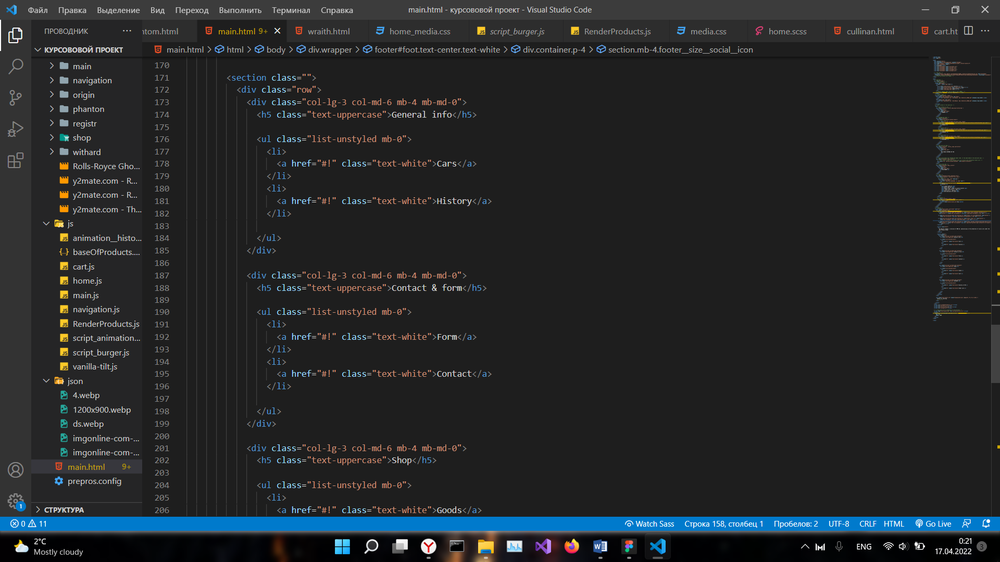 Файл Правка Выделение Вид Переход Выполнить Терминал Справка main.html - курсововой проект - Visual Studio Code
ПРОВОДНИК ... ntom.html main.html 9+ wraith.html home_media.css script_burger.js RenderProducts.js media.css home.scss cullinan.html cart.ht ...
КУРСОВОВОЙ ПРОЕКТ
main.html > html > body > div.wrapper > footer#foot.text-center.text-white > div.container.p-4 > section.mb-4.footer__size__social__icon
main
navigation
origin
phanton
registr
shop
withard
Rolls-Royce Gho...
y2mate.com - R...
y2mate.com - R...
y2mate.com - Th...
js
animation__histo...
baseOfProducts....
cart.js
home.js
main.js
navigation.js
RenderProducts.js
script_animation...
script_burger.js
vanilla-tilt.js
json
4.webp
1200x900.webp
ds.webp
imgonline-com-...
imgonline-com-...
main.html 9+
prepros.config
СТРУКТУРА
170
171 <section class="">
172 <div class="row">
173 <div class="col-lg-3 col-md-6 mb-4 mb-md-0">
174 <h5 class="text-uppercase">General info</h5>
175
176 <ul class="list-unstyled mb-0">
177 <li>
178 <a href="#!" class="text-white">Cars</a>
179 </li>
180 <li>
181 <a href="#!" class="text-white">History</a>
182 </li>
183
184 </ul>
185 </div>
186
187 <div class="col-lg-3 col-md-6 mb-4 mb-md-0">
188 <h5 class="text-uppercase">Contact & form</h5>
189
190 <ul class="list-unstyled mb-0">
191 <li>
192 <a href="#!" class="text-white">Form</a>
193 </li>
194 <li>
195 <a href="#!" class="text-white">Contact</a>
196 </li>
197
198 </ul>
199 </div>
200
201 <div class="col-lg-3 col-md-6 mb-4 mb-md-0">
202 <h5 class="text-uppercase">Shop</h5>
203
204 <ul class="list-unstyled mb-0">
205 <li>
206 <a href="#!" class="text-white">Goods</a>
1
0 11 Watch Sass Строка 158, столбец 1 Пробелов: 2 UTF-8 CRLF HTML Go Live
2°C
Mostly cloudy
ENG
0:21
17.04.2022
3